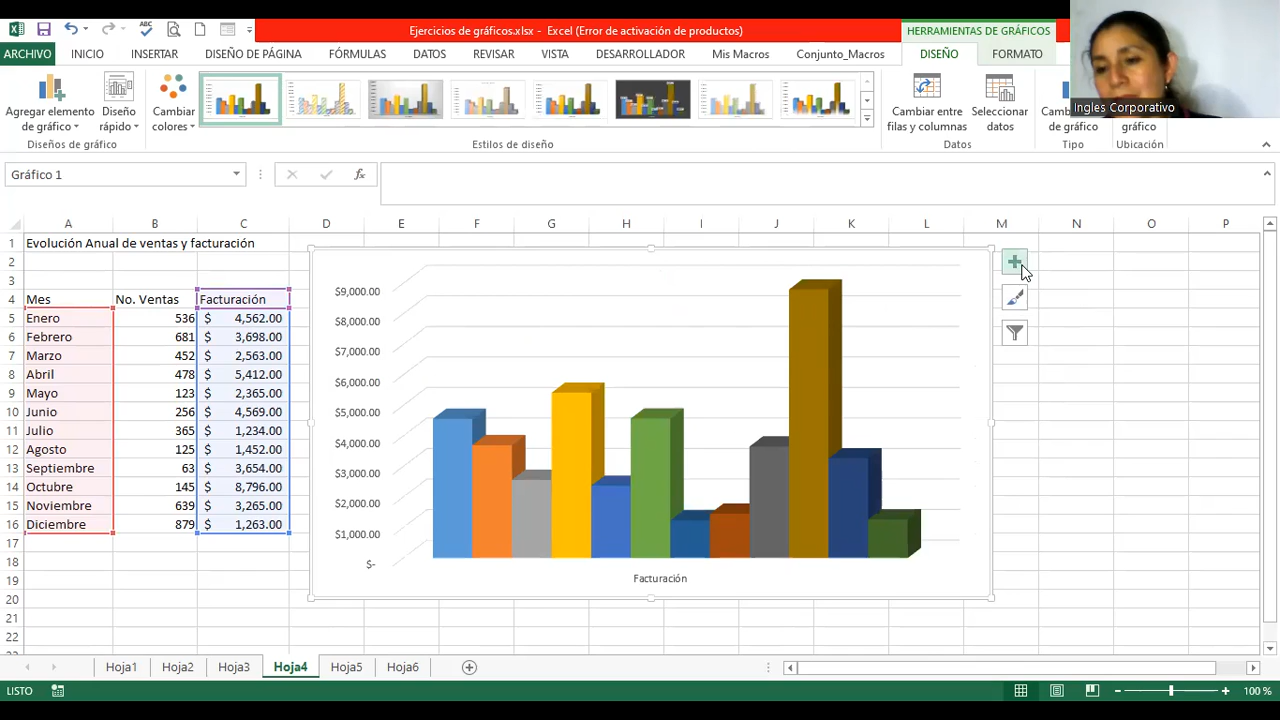 Ejercicios de gráficos.xlsx - Excel (Error de activación de productos)
HERRAMIENTAS DE GRÁFICOS
ARCHIVO INICIO INSERTAR DISEÑO DE PÁGINA FÓRMULAS DATOS REVISAR VISTA DESARROLLADOR Mis Macros Conjunto_Macros DISEÑO FORMATO
Ingles Corporativo
Agregar elemento de gráfico
Diseño rápido
Cambiar colores
Cambiar entre filas y columnas
Seleccionar datos
de gráfico
gráfico
Diseños de gráfico Estilos de diseño Datos Tipo Ubicación
Gráfico 1
fx
A B C D E F G H I J K L M N O P
1 Evolución Anual de ventas y facturación
2
3
4 Mes No. Ventas Facturación
5 Enero 536 $ 4,562.00
6 Febrero 681 $ 3,698.00
7 Marzo 452 $ 2,563.00
8 Abril 478 $ 5,412.00
9 Mayo 123 $ 2,365.00
10 Junio 256 $ 4,569.00
11 Julio 365 $ 1,234.00
12 Agosto 125 $ 1,452.00
13 Septiembre 63 $ 3,654.00
14 Octubre 145 $ 8,796.00
15 Noviembre 639 $ 3,265.00
16 Diciembre 879 $ 1,263.00
17
18
19
20
21
22
$9,000.00
$8,000.00
$7,000.00
$6,000.00
$5,000.00
$4,000.00
$3,000.00
$2,000.00
$1,000.00
$-
Facturación
Hoja1 Hoja2 Hoja3 Hoja4 Hoja5 Hoja6
LISTO
100 %